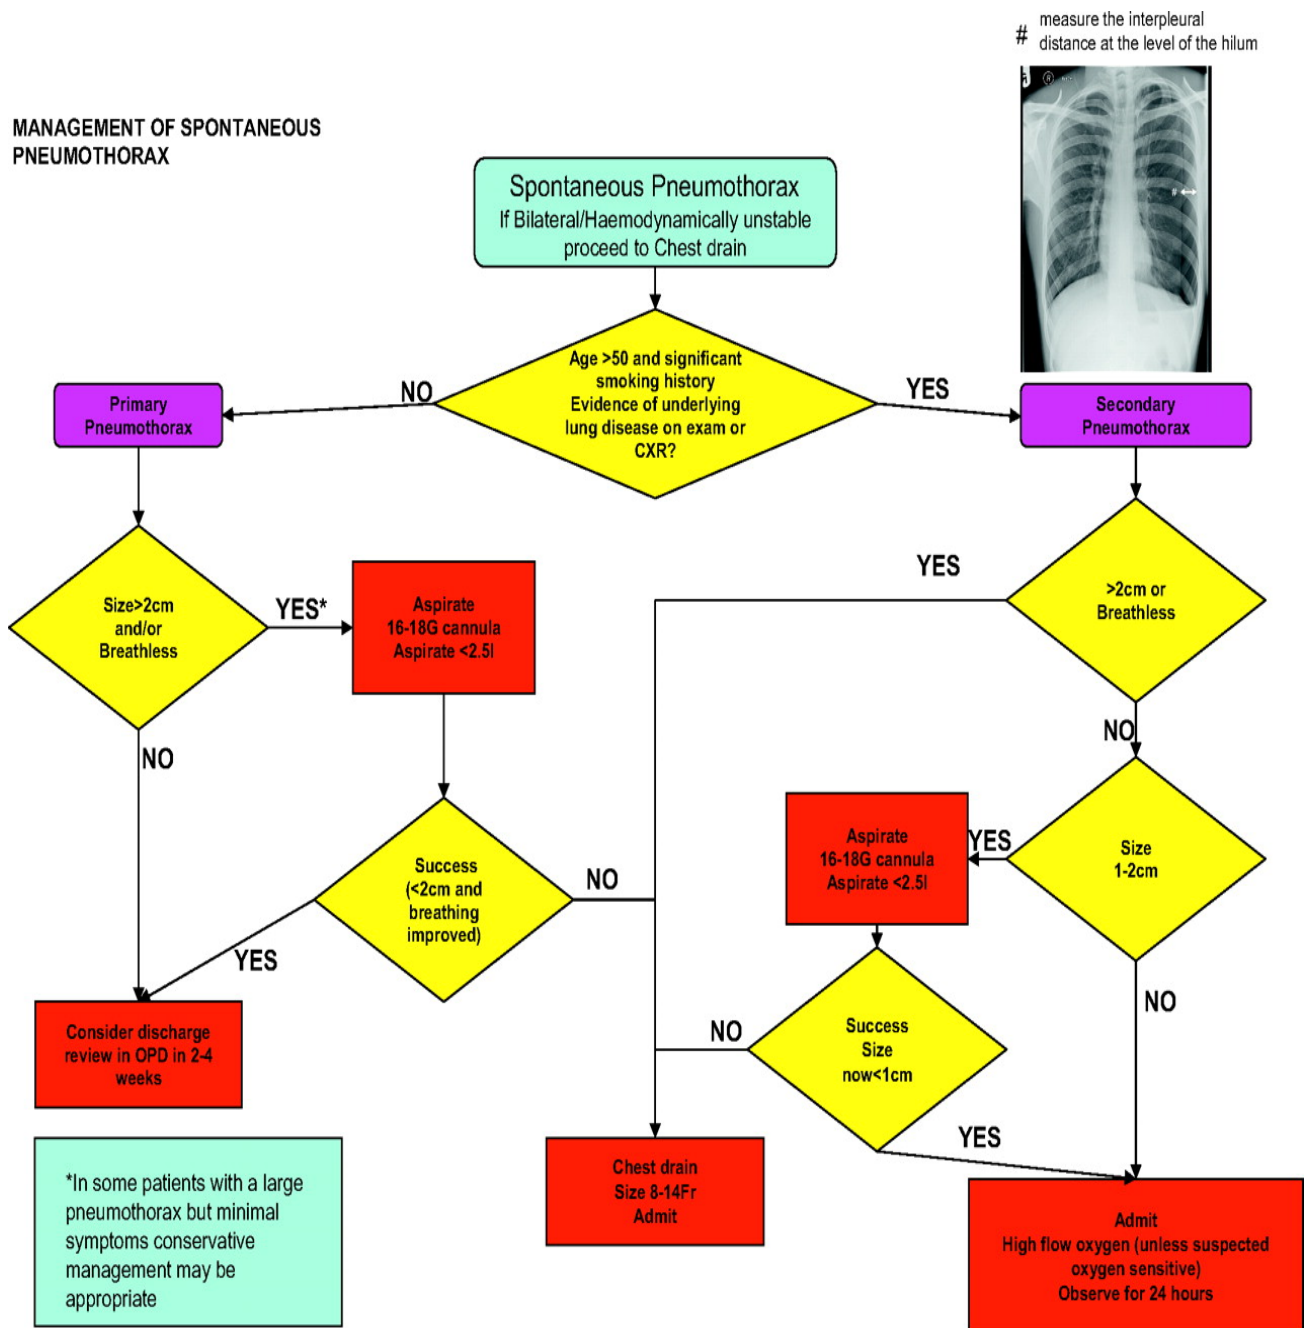 # measure the interpleural
distance at the level of the hilum
MANAGEMENT OF SPONTANEOUS
PNEUMOTHORAX
Spontaneous Pneumothorax
If Bilateral/Haemodynamically unstable
proceed to Chest drain
Age >50 and significant
smoking history
Evidence of underlying
lung disease on exam or
CXR?
NO
YES
Primary
Pneumothorax
Secondary
Pneumothorax
Size>2cm
and/or
Breathless
YES*
Aspirate
16-18G cannula
Aspirate <2.5l
YES
>2cm or
Breathless
NO
NO
Success
(<2cm and
breathing
improved)
NO
YES
Aspirate
16-18G cannula
Aspirate <2.5l
YES
Size
1-2cm
NO
Success
Size
now<1cm
NO
YES
Consider discharge
review in OPD in 2-4
weeks
Chest drain
Size 8-14Fr
Admit
Admit
High flow oxygen (unless suspected
oxygen sensitive)
Observe for 24 hours
*In some patients with a large
pneumothorax but minimal
symptoms conservative
management may be
appropriate
#